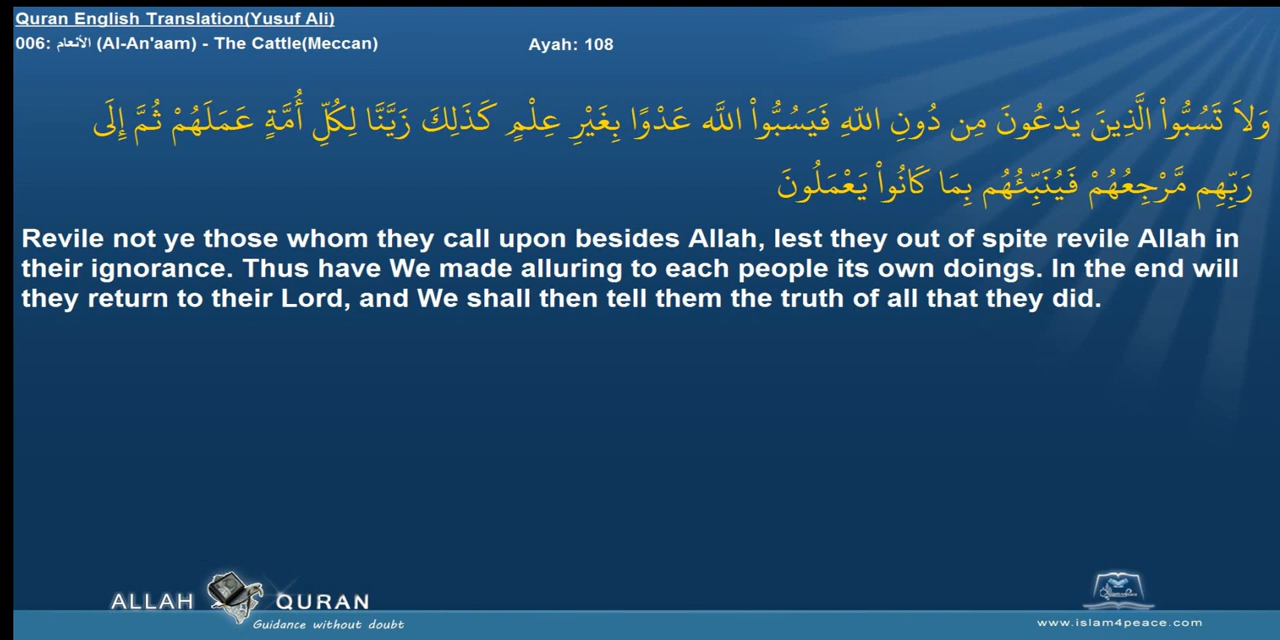 Quran English Translation(Yusuf Ali)
006: الأنعام (Al-An'aam) - The Cattle(Meccan)
Ayah: 108
وَلاَ تَسُبُّواْ الَّذِينَ يَدْعُونَ مِن دُونِ اللّهِ فَيَسُبُّواْ اللّه عَدْوًا بِغَيْرِ عِلْمٍ كَذَلِكَ زَيَّنَّا لِكُلِّ أُمَّةٍ عَمَلَهُمْ ثُمَّ إِلَى
رَبِّهِم مَّرْجِعُهُمْ فَيُنَبِّئُهُم بِمَا كَانُواْ يَعْمَلُونَ
Revile not ye those whom they call upon besides Allah, lest they out of spite revile Allah in
their ignorance. Thus have We made alluring to each people its own doings. In the end will
they return to their Lord, and We shall then tell them the truth of all that they did.
ALLAH QURAN
Guidance without doubt
www.islam4peace.com